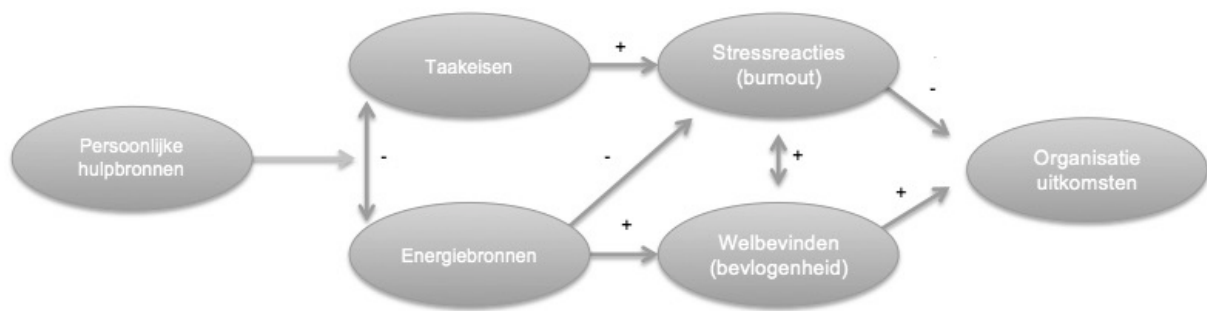 Taakeisen
+
Stressreacties
(burnout)
-
Persoonlijke
hulpbronnen
-
-
+
Organisatie
uitkomsten
Energiebronnen
+
Welbevinden
(bevlogenheid)
+